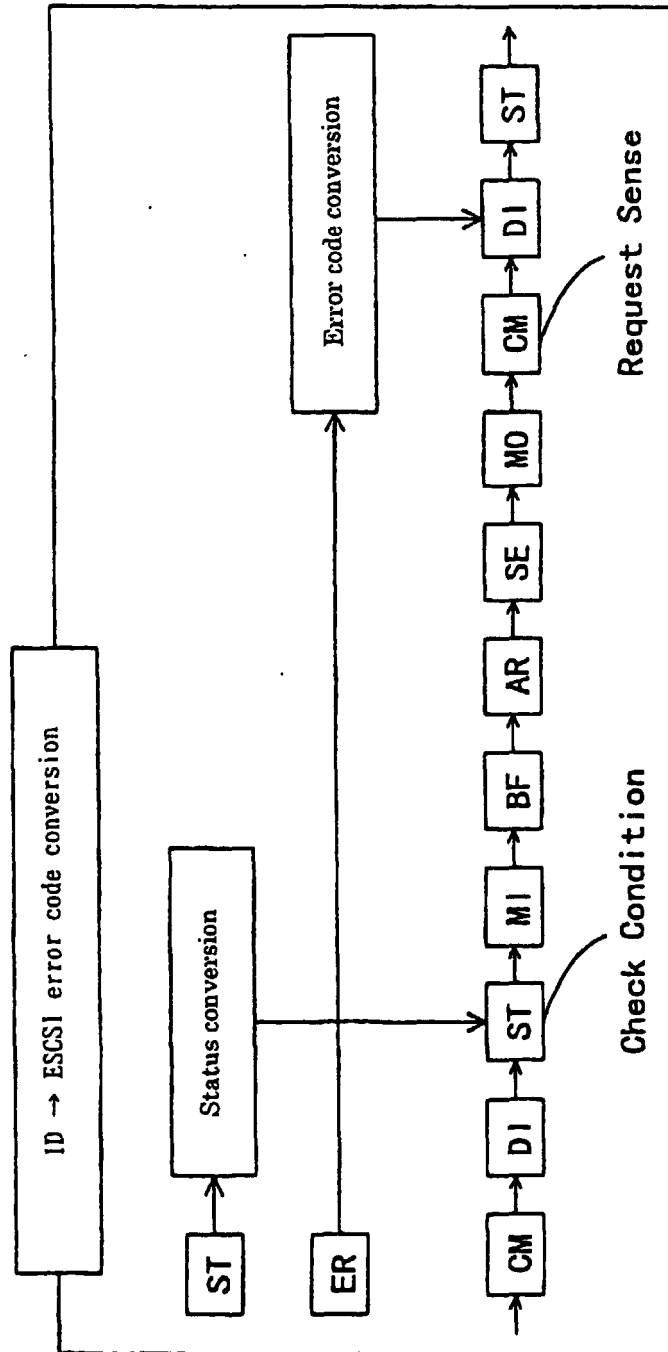 ID → ESCSI error code conversion
ST
Status conversion
ER
Error code conversion
CM
DI
ST
MI
BF
AR
SE
MO
CM
DI
ST
Check Condition
Request Sense